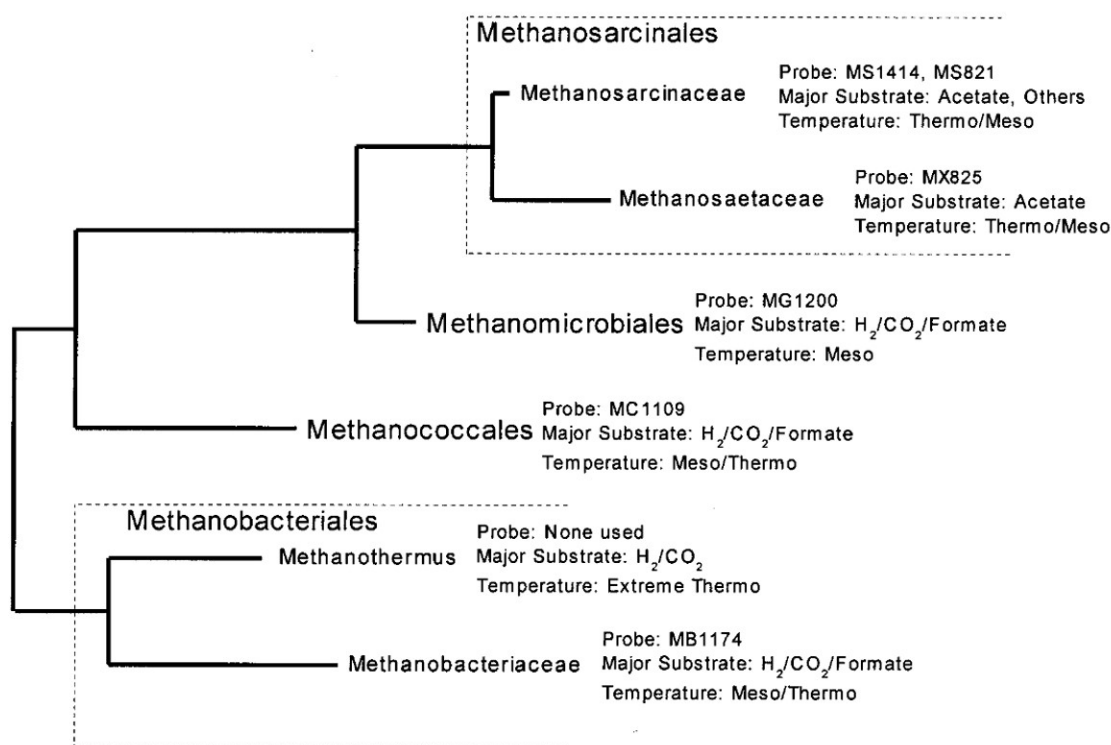 Methanosarcinales
Methanosarcinaceae
Probe: MS1414, MS821
Major Substrate: Acetate, Others
Temperature: Thermo/Meso
Methanosaetaceae
Probe: MX825
Major Substrate: Acetate
Temperature: Thermo/Meso
Methanomicrobiales
Probe: MG1200
Major Substrate: H₂/CO₂/Formate
Temperature: Meso
Methanococcales
Probe: MC1109
Major Substrate: H₂/CO₂/Formate
Temperature: Meso/Thermo
Methanobacteriales
Methanothermus
Probe: None used
Major Substrate: H₂/CO₂
Temperature: Extreme Thermo
Methanobacteriaceae
Probe: MB1174
Major Substrate: H₂/CO₂/Formate
Temperature: Meso/Thermo